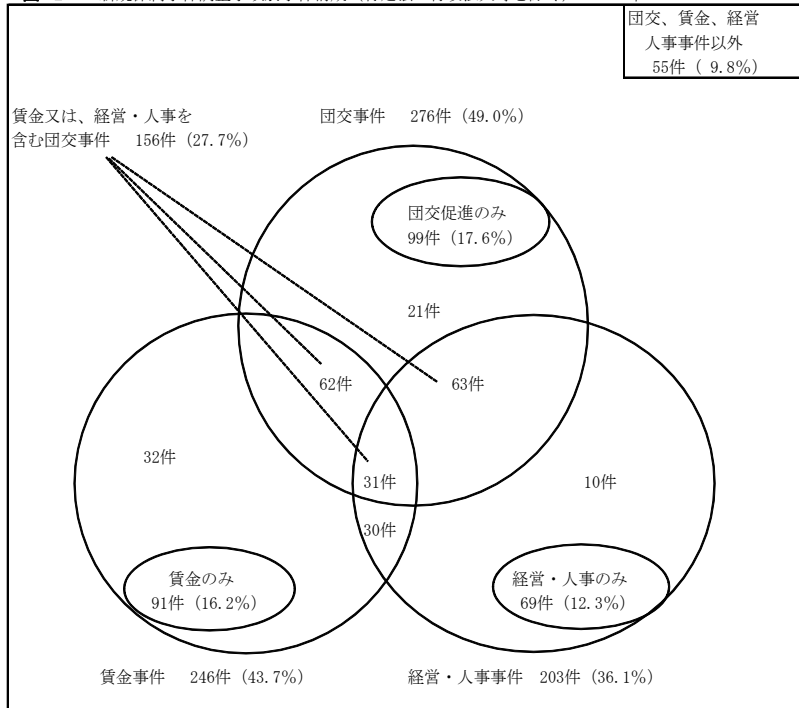 団交、賃金、経営
人事事件以外
55件（ 9.8％）
賃金又は、経営・人事を
含む団交事件　156件（27.7％）
団交事件　276件（49.0％）
団交促進のみ
99件（17.6％）
21件
62件
63件
32件
31件
10件
30件
賃金のみ
91件（16.2％）
経営・人事のみ
69件（12.3％）
賃金事件　246件（43.7％）
経営・人事事件　203件（36.1％）